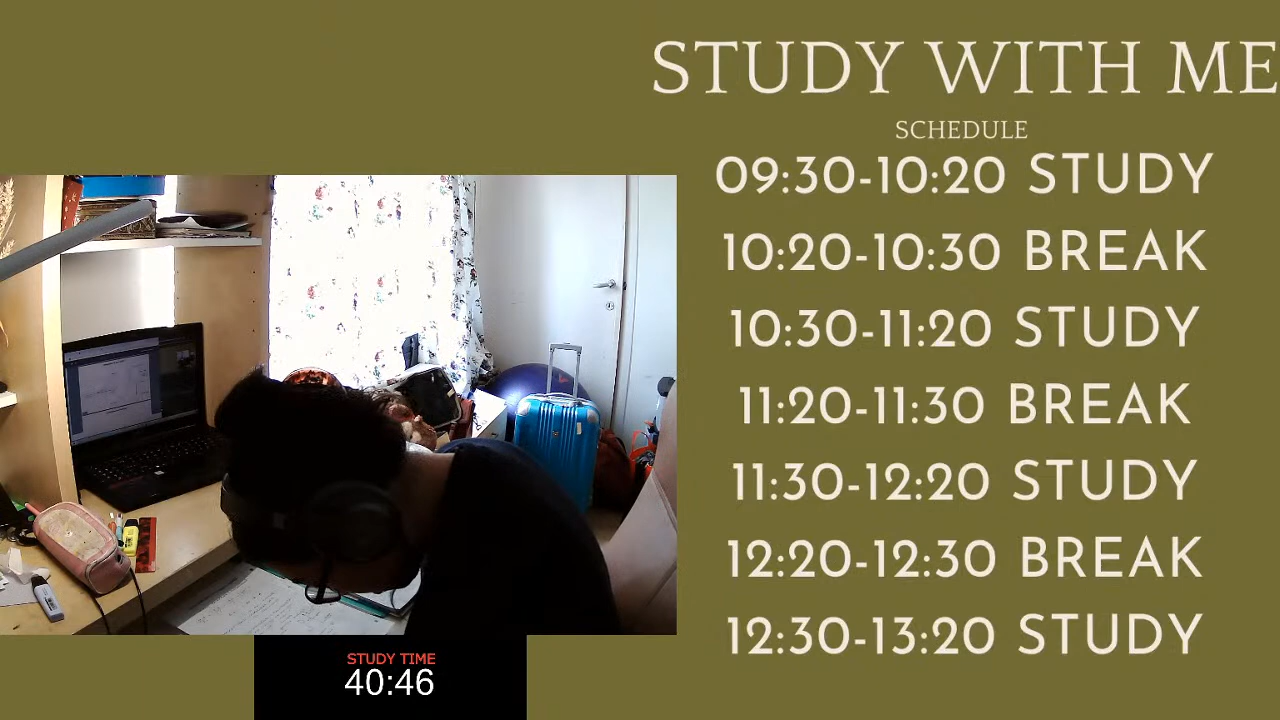 STUDY WITH ME
SCHEDULE
09:30-10:20 STUDY
10:20-10:30 BREAK
10:30-11:20 STUDY
11:20-11:30 BREAK
11:30-12:20 STUDY
12:20-12:30 BREAK
12:30-13:20 STUDY
STUDY TIME
40:46